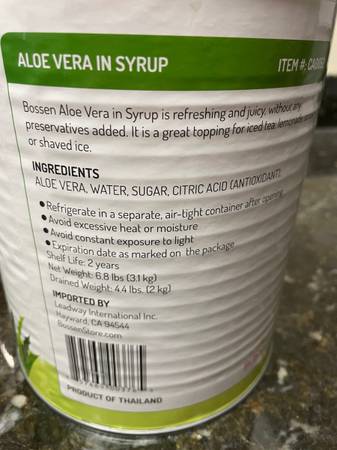 ALOE VERA IN SYRUP
ITEM #:
Bossen Aloe Vera in Syrup is refreshing and juicy, without any
preservatives added. It is a great topping for iced tea, lemonade,
or shaved ice.
INGREDIENTS
ALOE VERA, WATER, SUGAR, CITRIC ACID (ANTIOXIDANT).
• Refrigerate in a separate, air-tight container after opening
• Avoid excessive heat or moisture
• Avoid constant exposure to light
• Expiration date as marked on the package
Shelf Life: 2 years
Net Weight: 6.8 lbs (3.1 kg)
Drained Weight: 4.4 lbs. (2 kg)
IMPORTED BY
Leadway International Inc.
Hayward, CA 94544
BossenStore.com
PRODUCT OF THAILAND